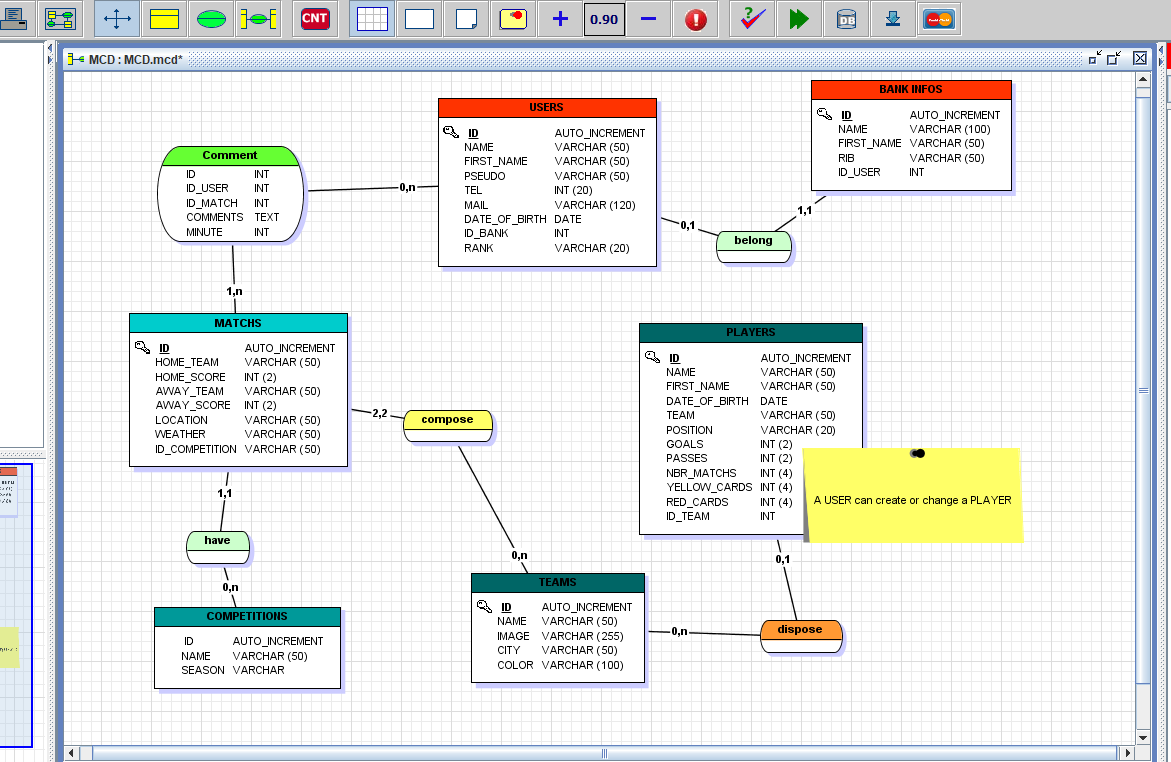 CNT
0.90
DB
MCD : MCD.mcd*
USERS
ID AUTO_INCREMENT
NAME VARCHAR (50)
FIRST_NAME VARCHAR (50)
PSEUDO VARCHAR (50)
TEL INT (20)
MAIL VARCHAR (120)
DATE_OF_BIRTH DATE
ID_BANK INT
RANK VARCHAR (20)
BANK INFOS
ID AUTO_INCREMENT
NAME VARCHAR (100)
FIRST_NAME VARCHAR (50)
RIB VARCHAR (50)
ID_USER INT
Comment
ID INT
ID_USER INT
ID_MATCH INT
COMMENTS TEXT
MINUTE INT
0,n
0,1
1,1
belong
1,n
MATCHS
ID AUTO_INCREMENT
HOME_TEAM VARCHAR (50)
HOME_SCORE INT (2)
AWAY_TEAM VARCHAR (50)
AWAY_SCORE INT (2)
LOCATION VARCHAR (50)
WEATHER VARCHAR (50)
ID_COMPETITION VARCHAR (50)
2,2
compose
PLAYERS
ID AUTO_INCREMENT
NAME VARCHAR (50)
FIRST_NAME VARCHAR (50)
DATE_OF_BIRTH DATE
TEAM VARCHAR (50)
POSITION VARCHAR (20)
GOALS INT (2)
PASSES INT (2)
NBR_MATCHS INT (4)
YELLOW_CARDS INT (4)
RED_CARDS INT (4)
ID_TEAM INT
A USER can create or change a PLAYER
1,1
have
0,n
0,n
0,1
COMPETITIONS
ID AUTO_INCREMENT
NAME VARCHAR (50)
SEASON VARCHAR
TEAMS
ID AUTO_INCREMENT
NAME VARCHAR (50)
IMAGE VARCHAR (255)
CITY VARCHAR (50)
COLOR VARCHAR (100)
0,n
dispose